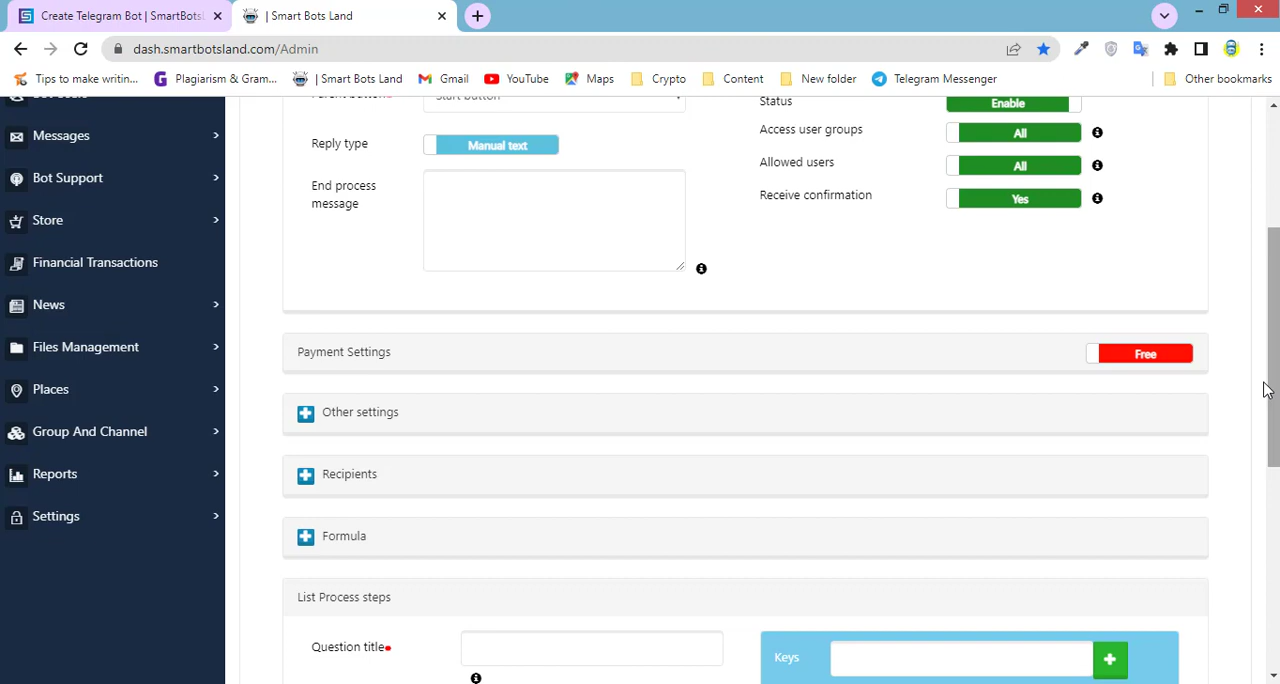 Create Telegram Bot | SmartBotsL
| Smart Bots Land
dash.smartbotsland.com/Admin
Tips to make writin...
Plagiarism & Gram...
| Smart Bots Land
Gmail
YouTube
Maps
Crypto
Content
New folder
Telegram Messenger
Other bookmarks
Messages
Bot Support
Store
Financial Transactions
News
Files Management
Places
Group And Channel
Reports
Settings
Start button
Reply type
Manual text
End process
message
Status
Enable
Access user groups
All
Allowed users
All
Receive confirmation
Yes
Payment Settings
Free
Other settings
Recipients
Formula
List Process steps
Question title
Keys